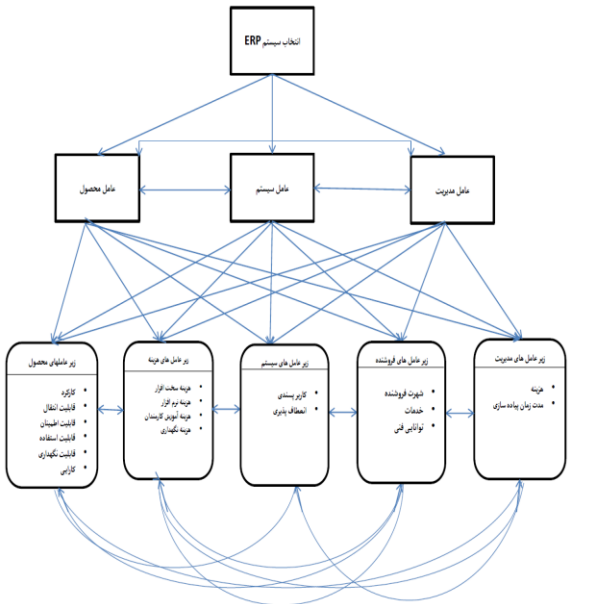 انتخاب سیستم ERP
عامل مدیریت
عامل سیستم
عامل محصول
زیر عامل های مدیریت
هزینه
مدت زمان پیاده سازی
زیر عامل های فروشنده
شهرت فروشنده
خدمات
توانایی فنی
زیر عامل های سیستم
کاربر پسندی
انعطاف پذیری
زیر عامل های هزینه
هزینه سخت افزار
هزینه نرم افزار
هزینه آموزش کارمندان
هزینه نگهداری
زیر عاملهای محصول
کارکرد
قابلیت انتقال
قابلیت اطمینان
قابلیت استفاده
قابلیت نگهداری
کارایی